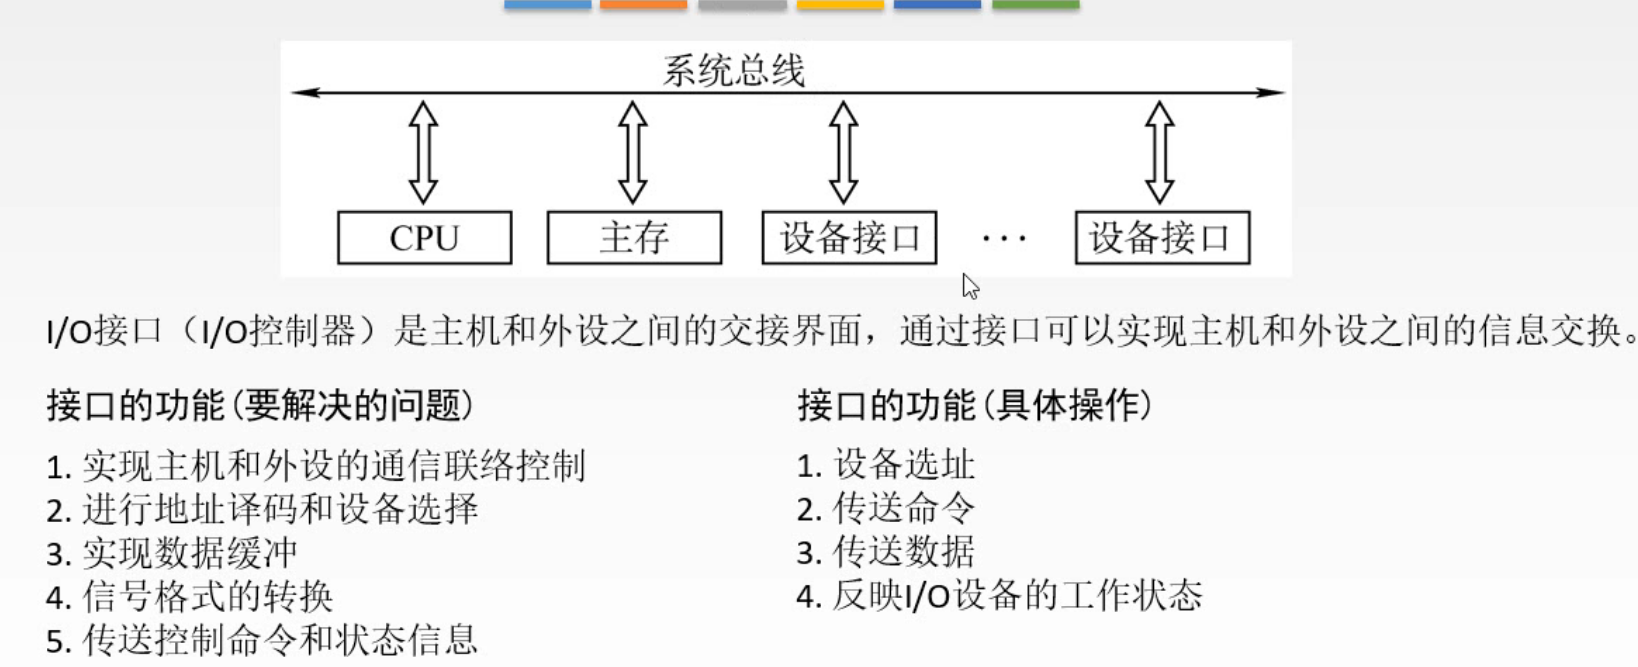 系统总线
CPU
主存
设备接口
···
设备接口
I/O接口（I/O控制器）是主机和外设之间的交接界面，通过接口可以实现主机和外设之间的信息交换。
接口的功能(要解决的问题)
1. 实现主机和外设的通信联络控制
2. 进行地址译码和设备选择
3. 实现数据缓冲
4. 信号格式的转换
5. 传送控制命令和状态信息
接口的功能(具体操作)
1. 设备选址
2. 传送命令
3. 传送数据
4. 反映I/O设备的工作状态